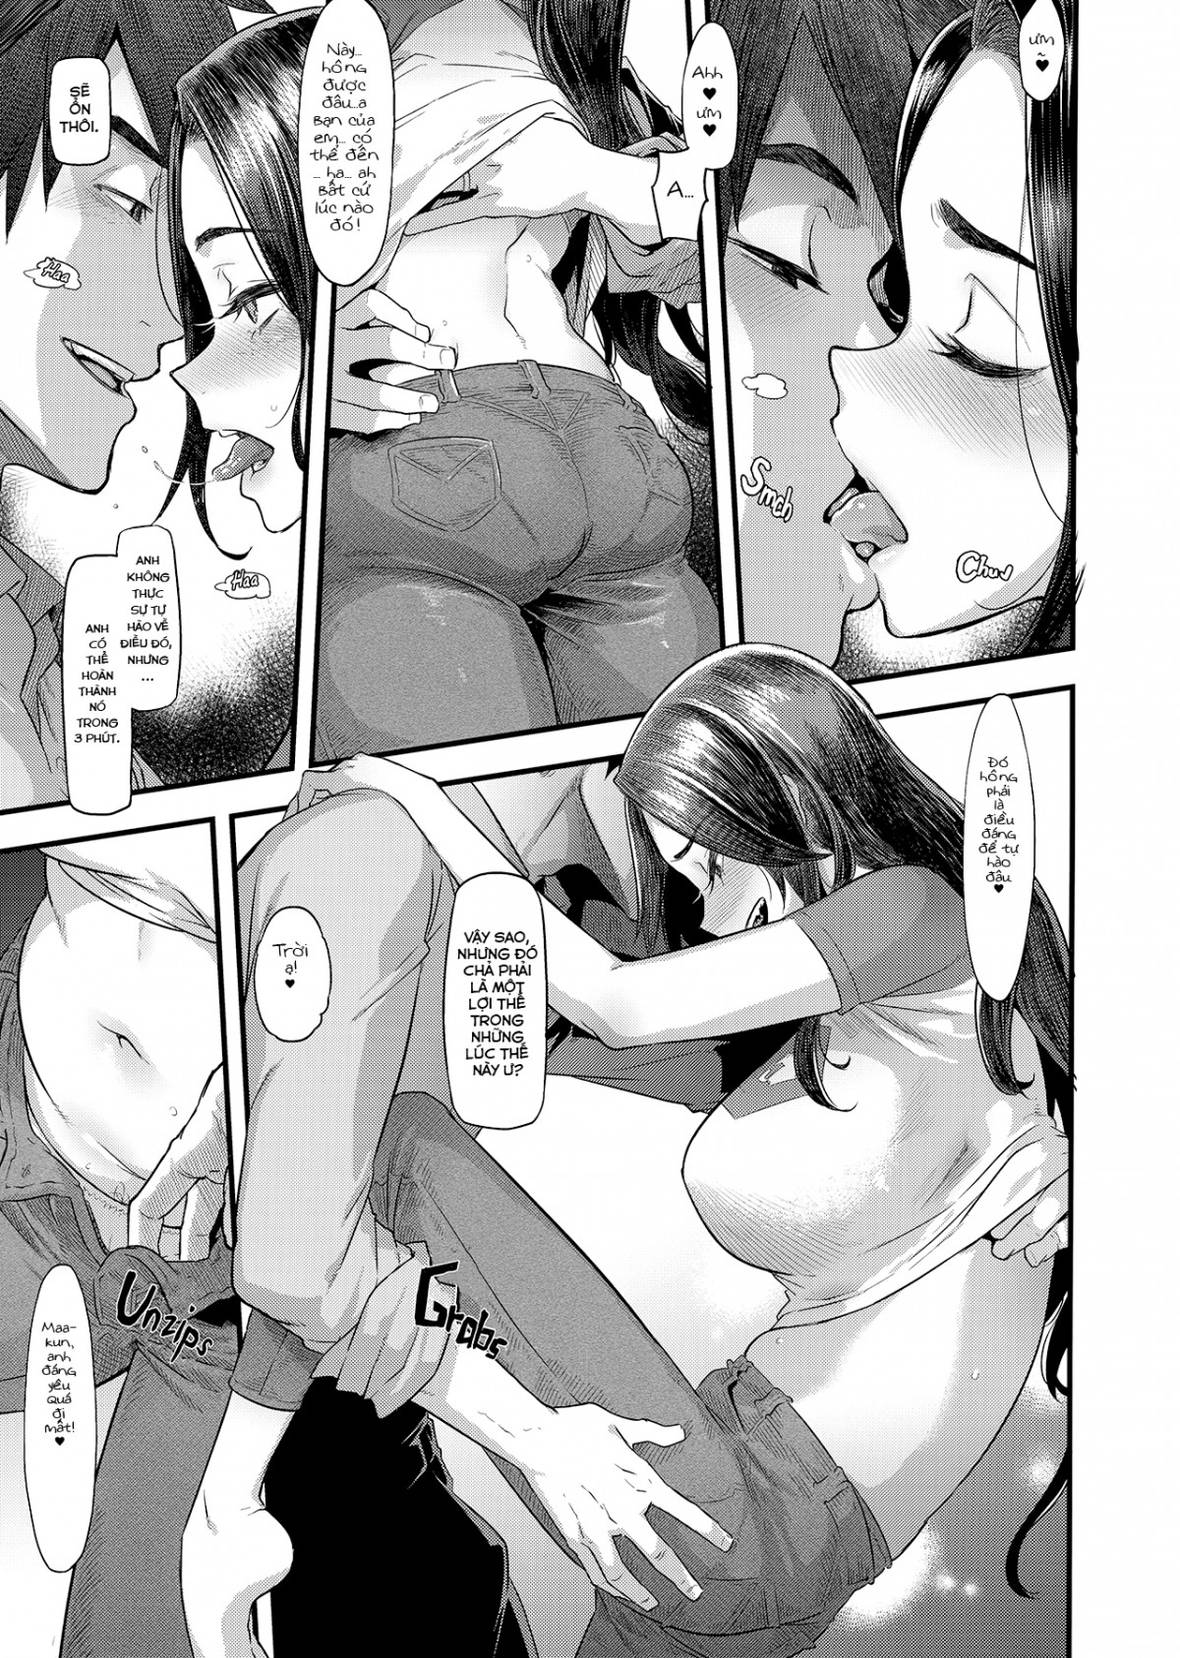 ưm
~
♥
Ahh
♥
ưm
♥
A...
Smch
Chu
Này...
hông
được
đâu...a
Bạn của
em... có
thể đến
... ha... ah
Bất cứ
lúc nào
đó!
SẼ
ỔN
THÔI.
Haa
Haa
ANH
KHÔNG
THỰC
SỰ TỰ
HÀO VỀ
ĐIỀU ĐÓ,
NHƯNG
...
ANH
CÓ
THỂ
HOÀN
THÀNH
NÓ
TRONG
3 PHÚT.
Đó
hông
phải
là
điều
đáng
để tự
hào
đâu
♥
VẬY SAO,
NHƯNG ĐÓ
CHẢ PHẢI
LÀ MỘT
LỢI THẾ
TRONG
NHỮNG
LÚC THẾ
NÀY Ư?
Trời
ạ!
♥
Grabs
Unzips
Maa-
kun,
anh
đáng
yêu
quá
đi
mất!
♥